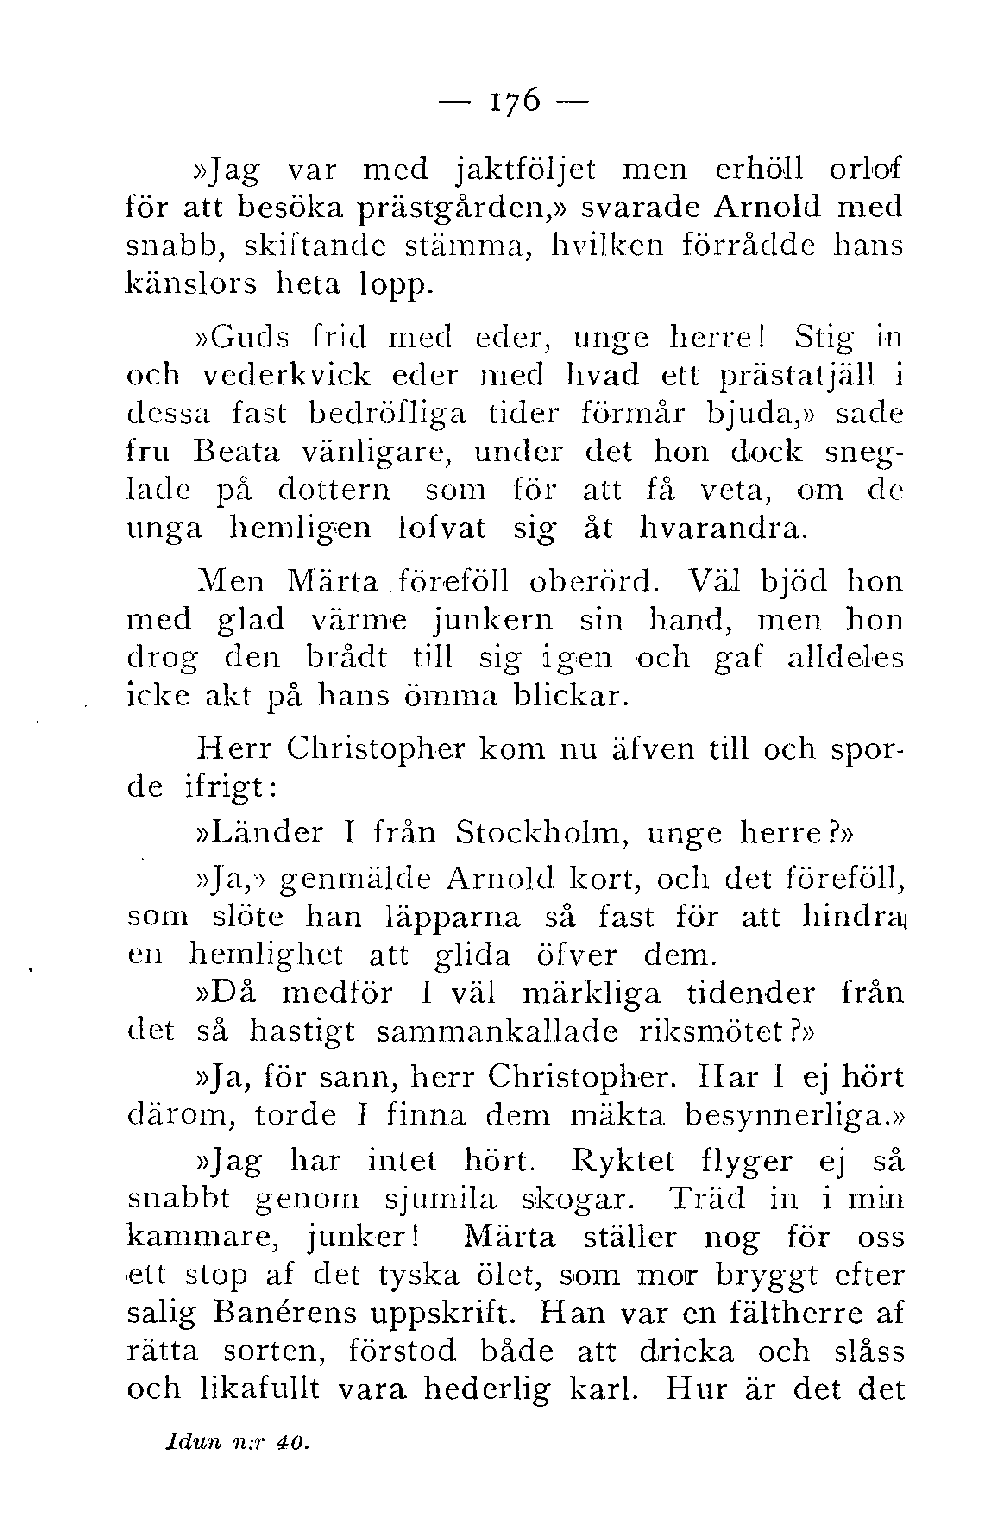 — 176 —
»Jag var med jaktföljet men erhöll orlof
för att besöka prästgården,» svarade Arnold med
snabb, skiftande stämma, hvilken förrådde hans
känslors heta lopp.
»Guds frid med eder, unge herre! Stig in
och vederkvick eder med hvad ett prästatjäll i
dessa fast bedröfliga tider förmår bjuda,» sade
fru Beata vänligare, under det hon dock sneg-
lade på dottern som för att få veta, om de
unga hemligen lofvat sig åt hvarandra.
Men Märta föreföll oberörd. Väl bjöd hon
med glad värme junkern sin hand, men hon
drog den brådt till sig igen och gaf alldeles
icke akt på hans ömma blickar.
Herr Christopher kom nu äfven till och spor-
de ifrigt:
»Länder I från Stockholm, unge herre?»
»Ja,» genmälde Arnold kort, och det föreföll,
som slöte han läpparna så fast för att hindra
en hemlighet att glida öfver dem.
»Då medför I väl märkliga tidender från
det så hastigt sammankallade riksmötet?»
»Ja, för sann, herr Christopher. Har I ej hört
därom, torde I finna dem mäkta besynnerliga.»
»Jag har intet hört. Ryktet flyger ej så
snabbt genom sjumila skogar. Träd in i min
kammare, junker! Märta ställer nog för oss
ett stop af det tyska ölet, som mor bryggt efter
salig Banérens uppskrift. Han var en fältherre af
rätta sorten, förstod både att dricka och slåss
och likafullt vara hederlig karl. Hur är det det
Idun n:r 40.